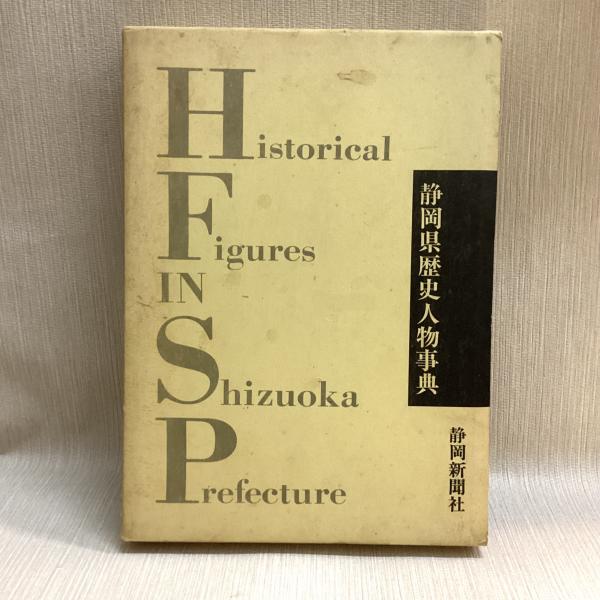 Historical
Figures
IN
Shizuoka
Prefecture
静岡県歴史人物事典
静岡新聞社